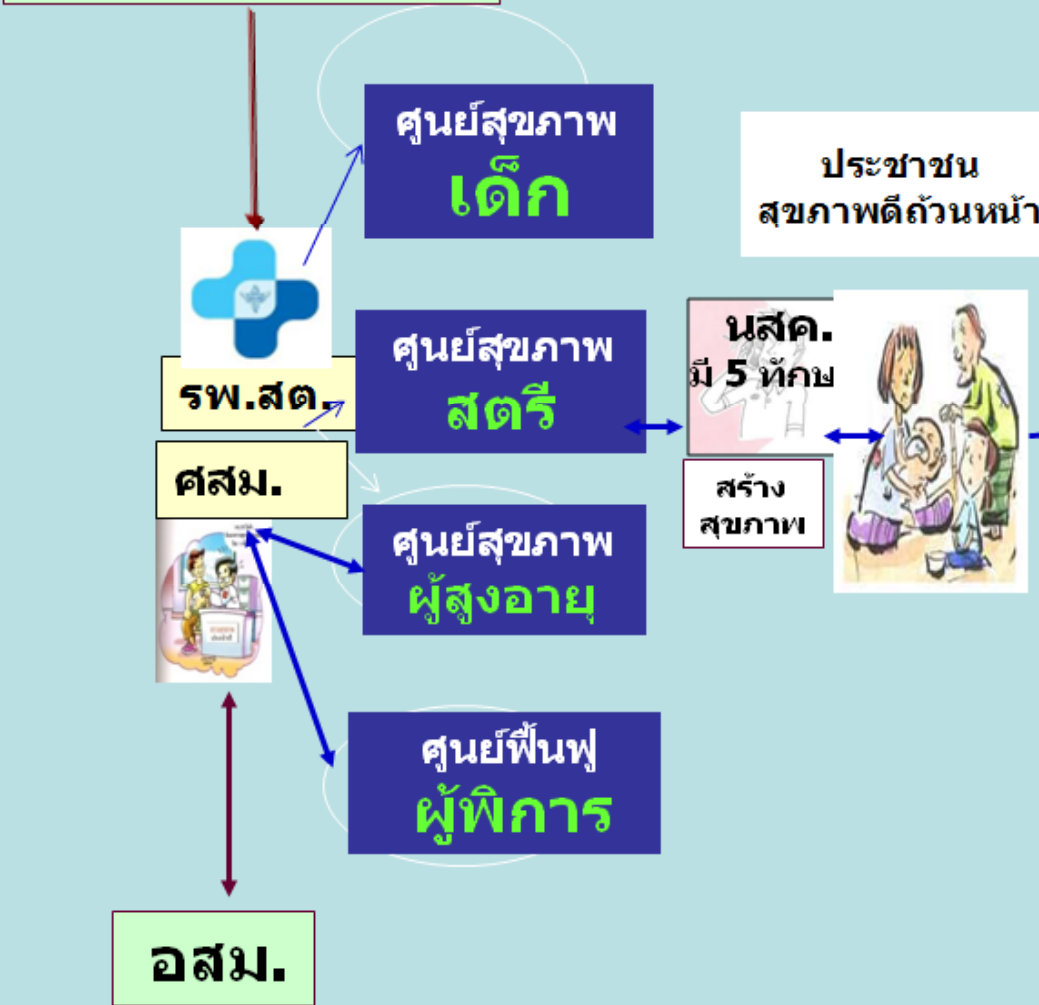 ศูนย์สุขภาพ
เด็ก
ประชาชน
สุขภาพดีถ้วนหน้า
รพ.สต.
ศูนย์สุขภาพ
สตรี
นสค.
มี 5 ทักษ
ศสม.
สร้าง
สุขภาพ
ศูนย์สุขภาพ
ผู้สูงอายุ
ศูนย์ฟื้นฟู
ผู้พิการ
อสม.